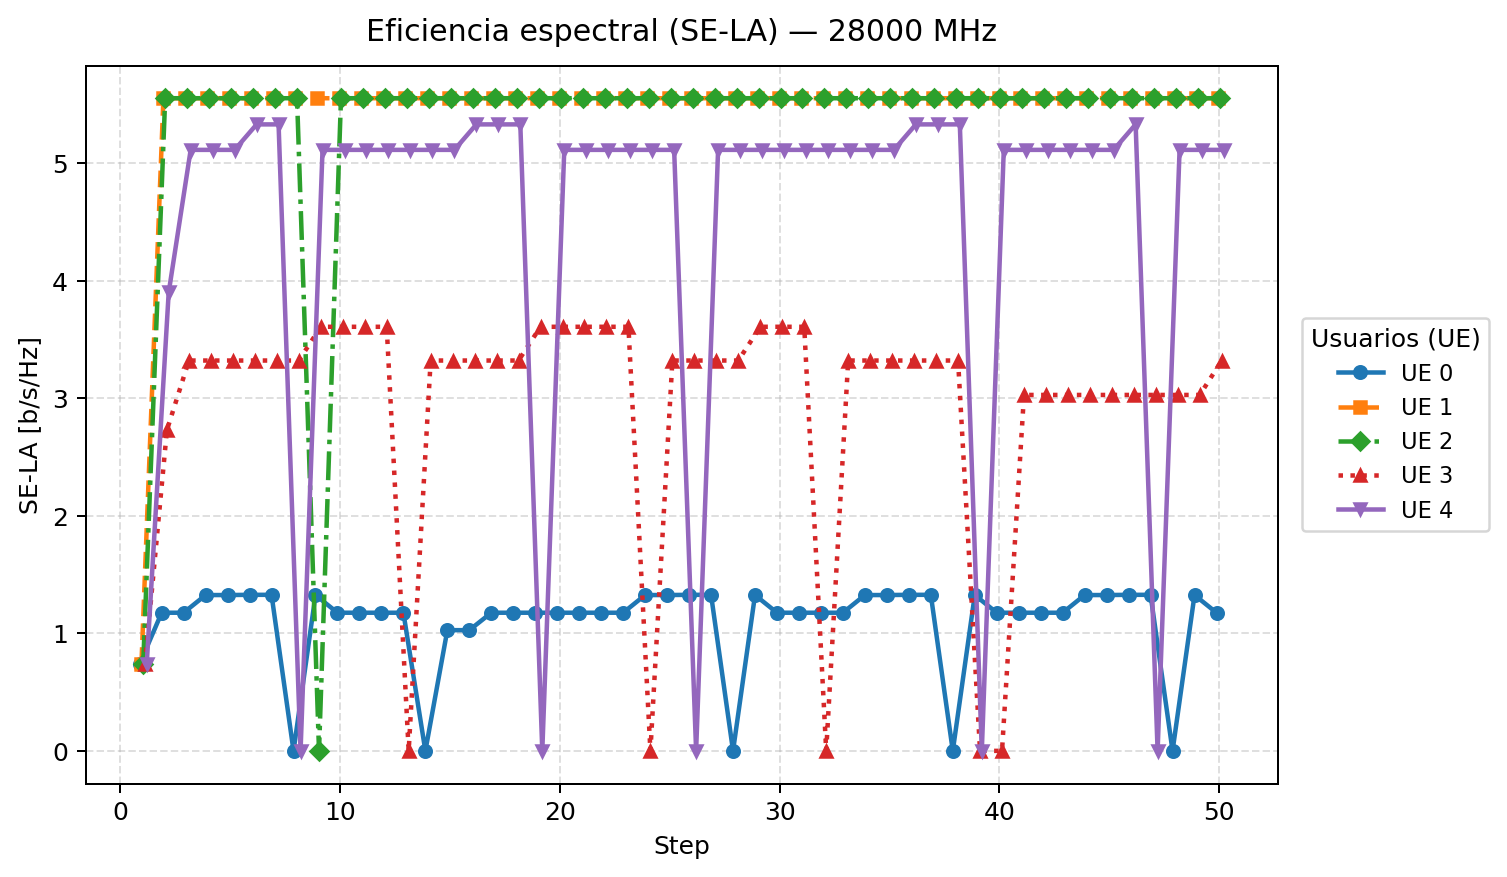 Eficiencia espectral (SE-LA) — 28000 MHz
SE-LA [b/s/Hz]
5
4
3
2
1
0
0 10 20 30 40 50
Step
Usuarios (UE)
UE 0
UE 1
UE 2
UE 3
UE 4